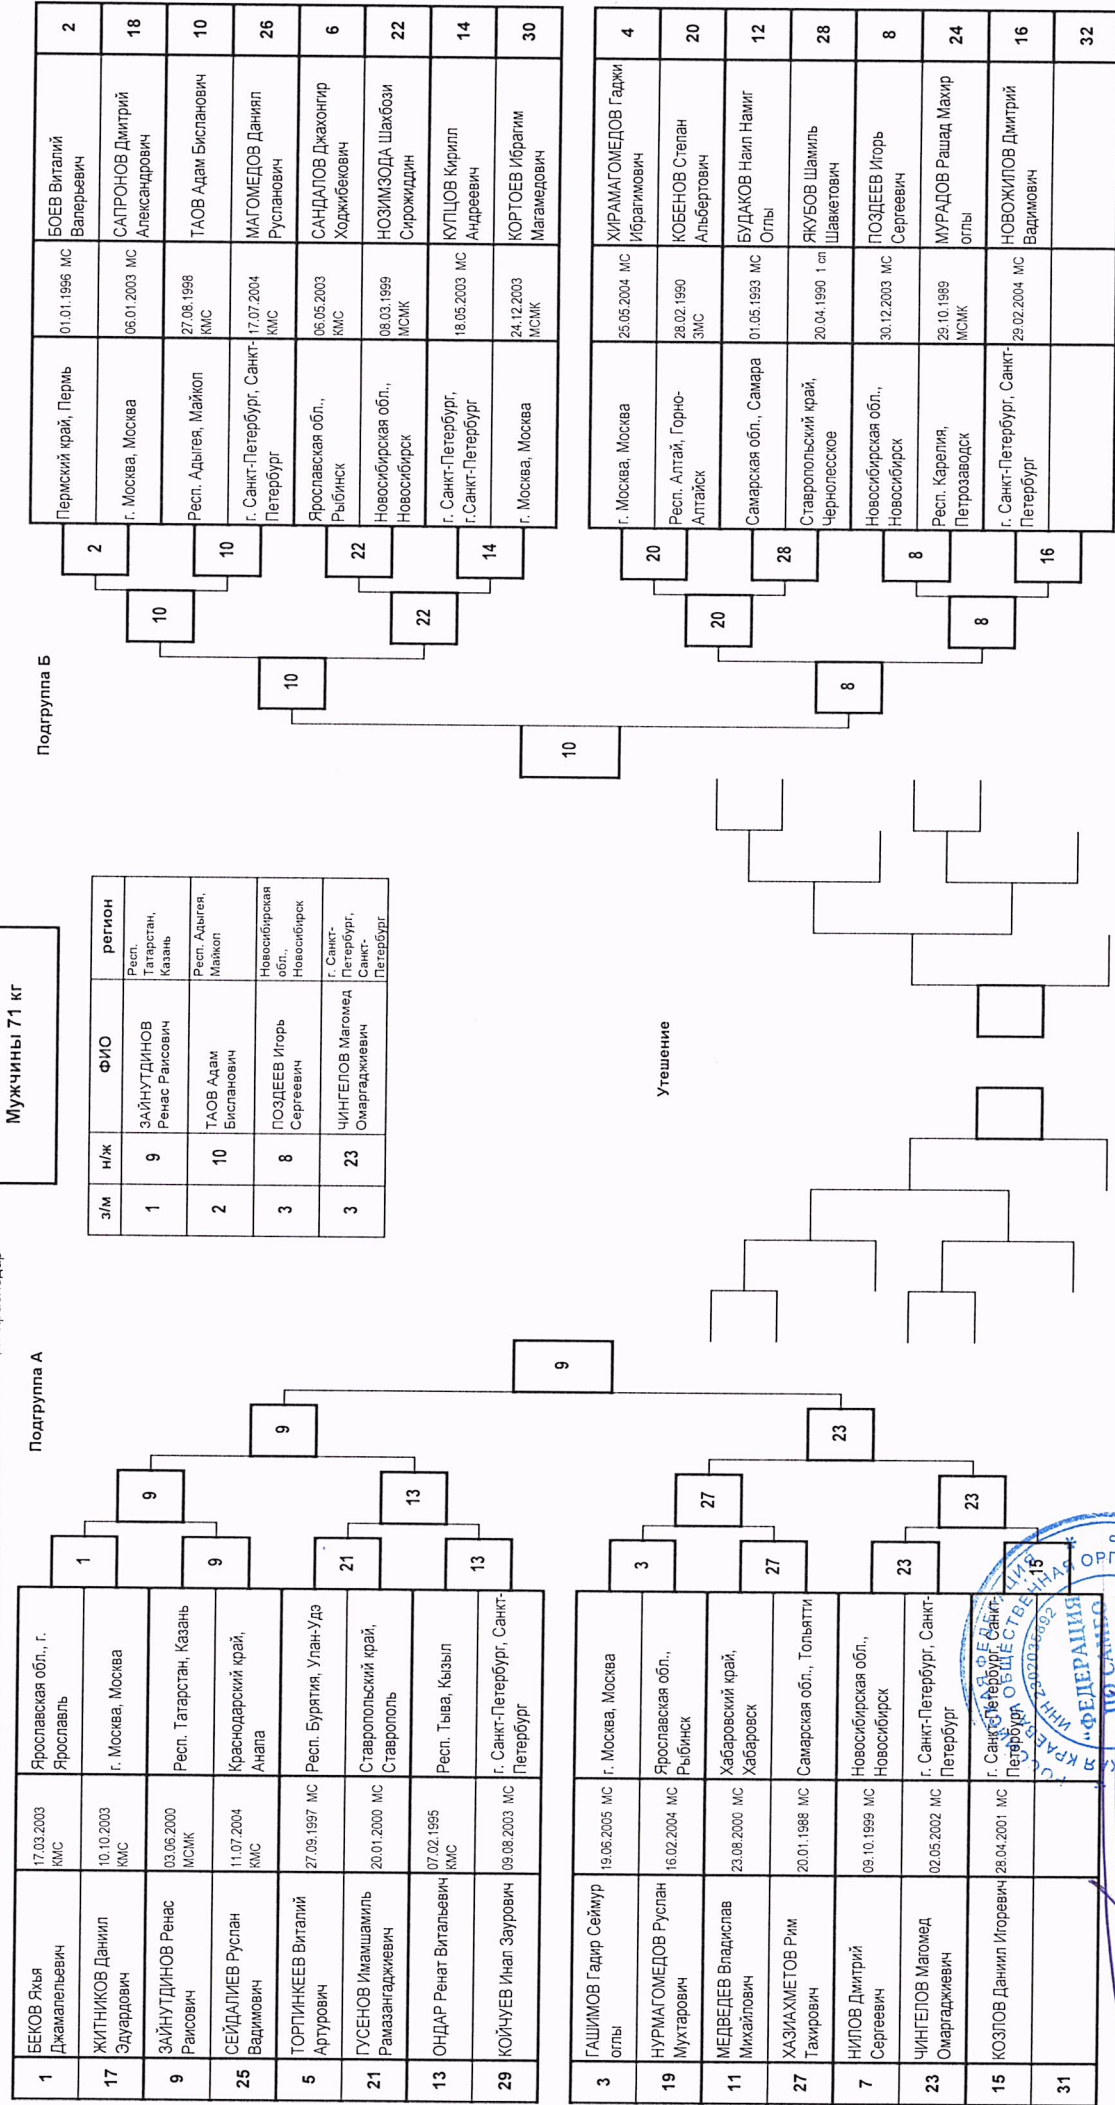 Мужчины 71 кг
Подгруппа А
Подгруппа Б
1
БЕКОВ Яхья
Джамалельевич
17.03.2003
КМС
Ярославская обл., г.
Ярославль
17
ЖИТНИКОВ Даниил
Эдуардович
10.10.2003
КМС
г. Москва, Москва
9
ЗАЙНУТДИНОВ Ренас
Раисович
03.06.2000
МСМК
Респ. Татарстан, Казань
25
СЕЙДАЛИЕВ Руслан
Вадимович
11.07.2004
КМС
Краснодарский край,
Анапа
5
ТОРПИНКЕЕВ Виталий
Артурович
27.09.1997 МС
Респ. Бурятия, Улан-Удэ
21
ГУСЕНОВ Имамшамиль
Рамазангаджиевич
20.01.2000 МС
Ставропольский край,
Ставрополь
13
ОНДАР Ренат Витальевич
07.02.1995
КМС
Респ. Тыва, Кызыл
29
КОЙЧУЕВ Инал Заурович
09.08.2003 МС
г. Санкт-Петербург, Санкт-
Петербург
1
9
21
13
9
13
9
3
ГАШИМОВ Гадир Сеймур
оглы
19.06.2005 МС
г. Москва, Москва
19
НУРМАГОМЕДОВ Руслан
Мухтарович
16.02.2004 МС
Ярославская обл.,
Рыбинск
11
МЕДВЕДЕВ Владислав
Михайлович
23.08.2000 МС
Хабаровский край,
Хабаровск
27
ХАЗИАХМЕТОВ Рим
Тахирович
20.01.1988 МС
Самарская обл., Тольятти
7
НИЛОВ Дмитрий
Сергеевич
09.10.1999 МС
Новосибирская обл.,
Новосибирск
23
ЧИНГЕЛОВ Магомед
Омаргаджиевич
02.05.2002 МС
г. Санкт-Петербург, Санкт-
Петербург
15
КОЗЛОВ Даниил Игоревич
28.04.2001 МС
г. Санкт-Петербург, Санкт-
Петербург
31
3
27
23
15
27
23
23
9
з/м н/ж ФИО регион
1
9
ЗАЙНУТДИНОВ
Ренас Раисович
Респ.
Татарстан,
Казань
2
10
ТАОВ Адам
Бисланович
Респ. Адыгея,
Майкоп
3
8
ПОЗДЕЕВ Игорь
Сергеевич
Новосибирская
обл.,
Новосибирск
3
23
ЧИНГЕЛОВ Магомед
Омаргаджиевич
г. Санкт-
Петербург,
Санкт-
Петербург
Утешение
Пермский край, Пермь
01.01.1996 МС
БОЕВ Виталий
Валерьевич
2
г. Москва, Москва
06.01.2003 МС
САПРОНОВ Дмитрий
Александрович
18
Респ. Адыгея, Майкоп
27.08.1998
КМС
ТАОВ Адам Бисланович
10
г. Санкт-Петербург, Санкт-
Петербург
17.07.2004
КМС
МАГОМЕДОВ Даниял
Русланович
26
Ярославская обл.,
Рыбинск
06.05.2003
КМС
САНДАЛОВ Джахонгир
Ходжибекович
6
Новосибирская обл.,
Новосибирск
08.03.1999
МСМК
НОЗИМЗОДА Шахбози
Сирожиддин
22
г. Санкт-Петербург,
г.Санкт-Петербург
18.05.2003 МС
КУПЦОВ Кирилл
Андреевич
14
г. Москва, Москва
24.12.2003
МСМК
КОРТОЕВ Ибрагим
Магамедович
30
2
10
22
14
10
22
10
г. Москва, Москва
25.05.2004 МС
ХИРАМАГОМЕДОВ Гаджи
Ибрагимович
4
Респ. Алтай, Горно-
Алтайск
28.02.1990
ЗМС
КОБЕНОВ Степан
Альбертович
20
Самарская обл., Самара
01.05.1993 МС
БУДАКОВ Наил Намиг
Оглы
12
Ставропольский край,
Чернолесское
20.04.1990 1 сп
ЯКУБОВ Шамиль
Шавкетович
28
Новосибирская обл.,
Новосибирск
30.12.2003 МС
ПОЗДЕЕВ Игорь
Сергеевич
8
Респ. Карелия,
Петрозаводск
29.10.1989
МСМК
МУРАДОВ Рашад Махир
оглы
24
г. Санкт-Петербург, Санкт-
Петербург
29.02.2004 МС
НОВОЖИЛОВ Дмитрий
Вадимович
16
32
20
28
8
16
20
8
8
10
"ФЕДЕРАЦИЯ
ПО САМБО